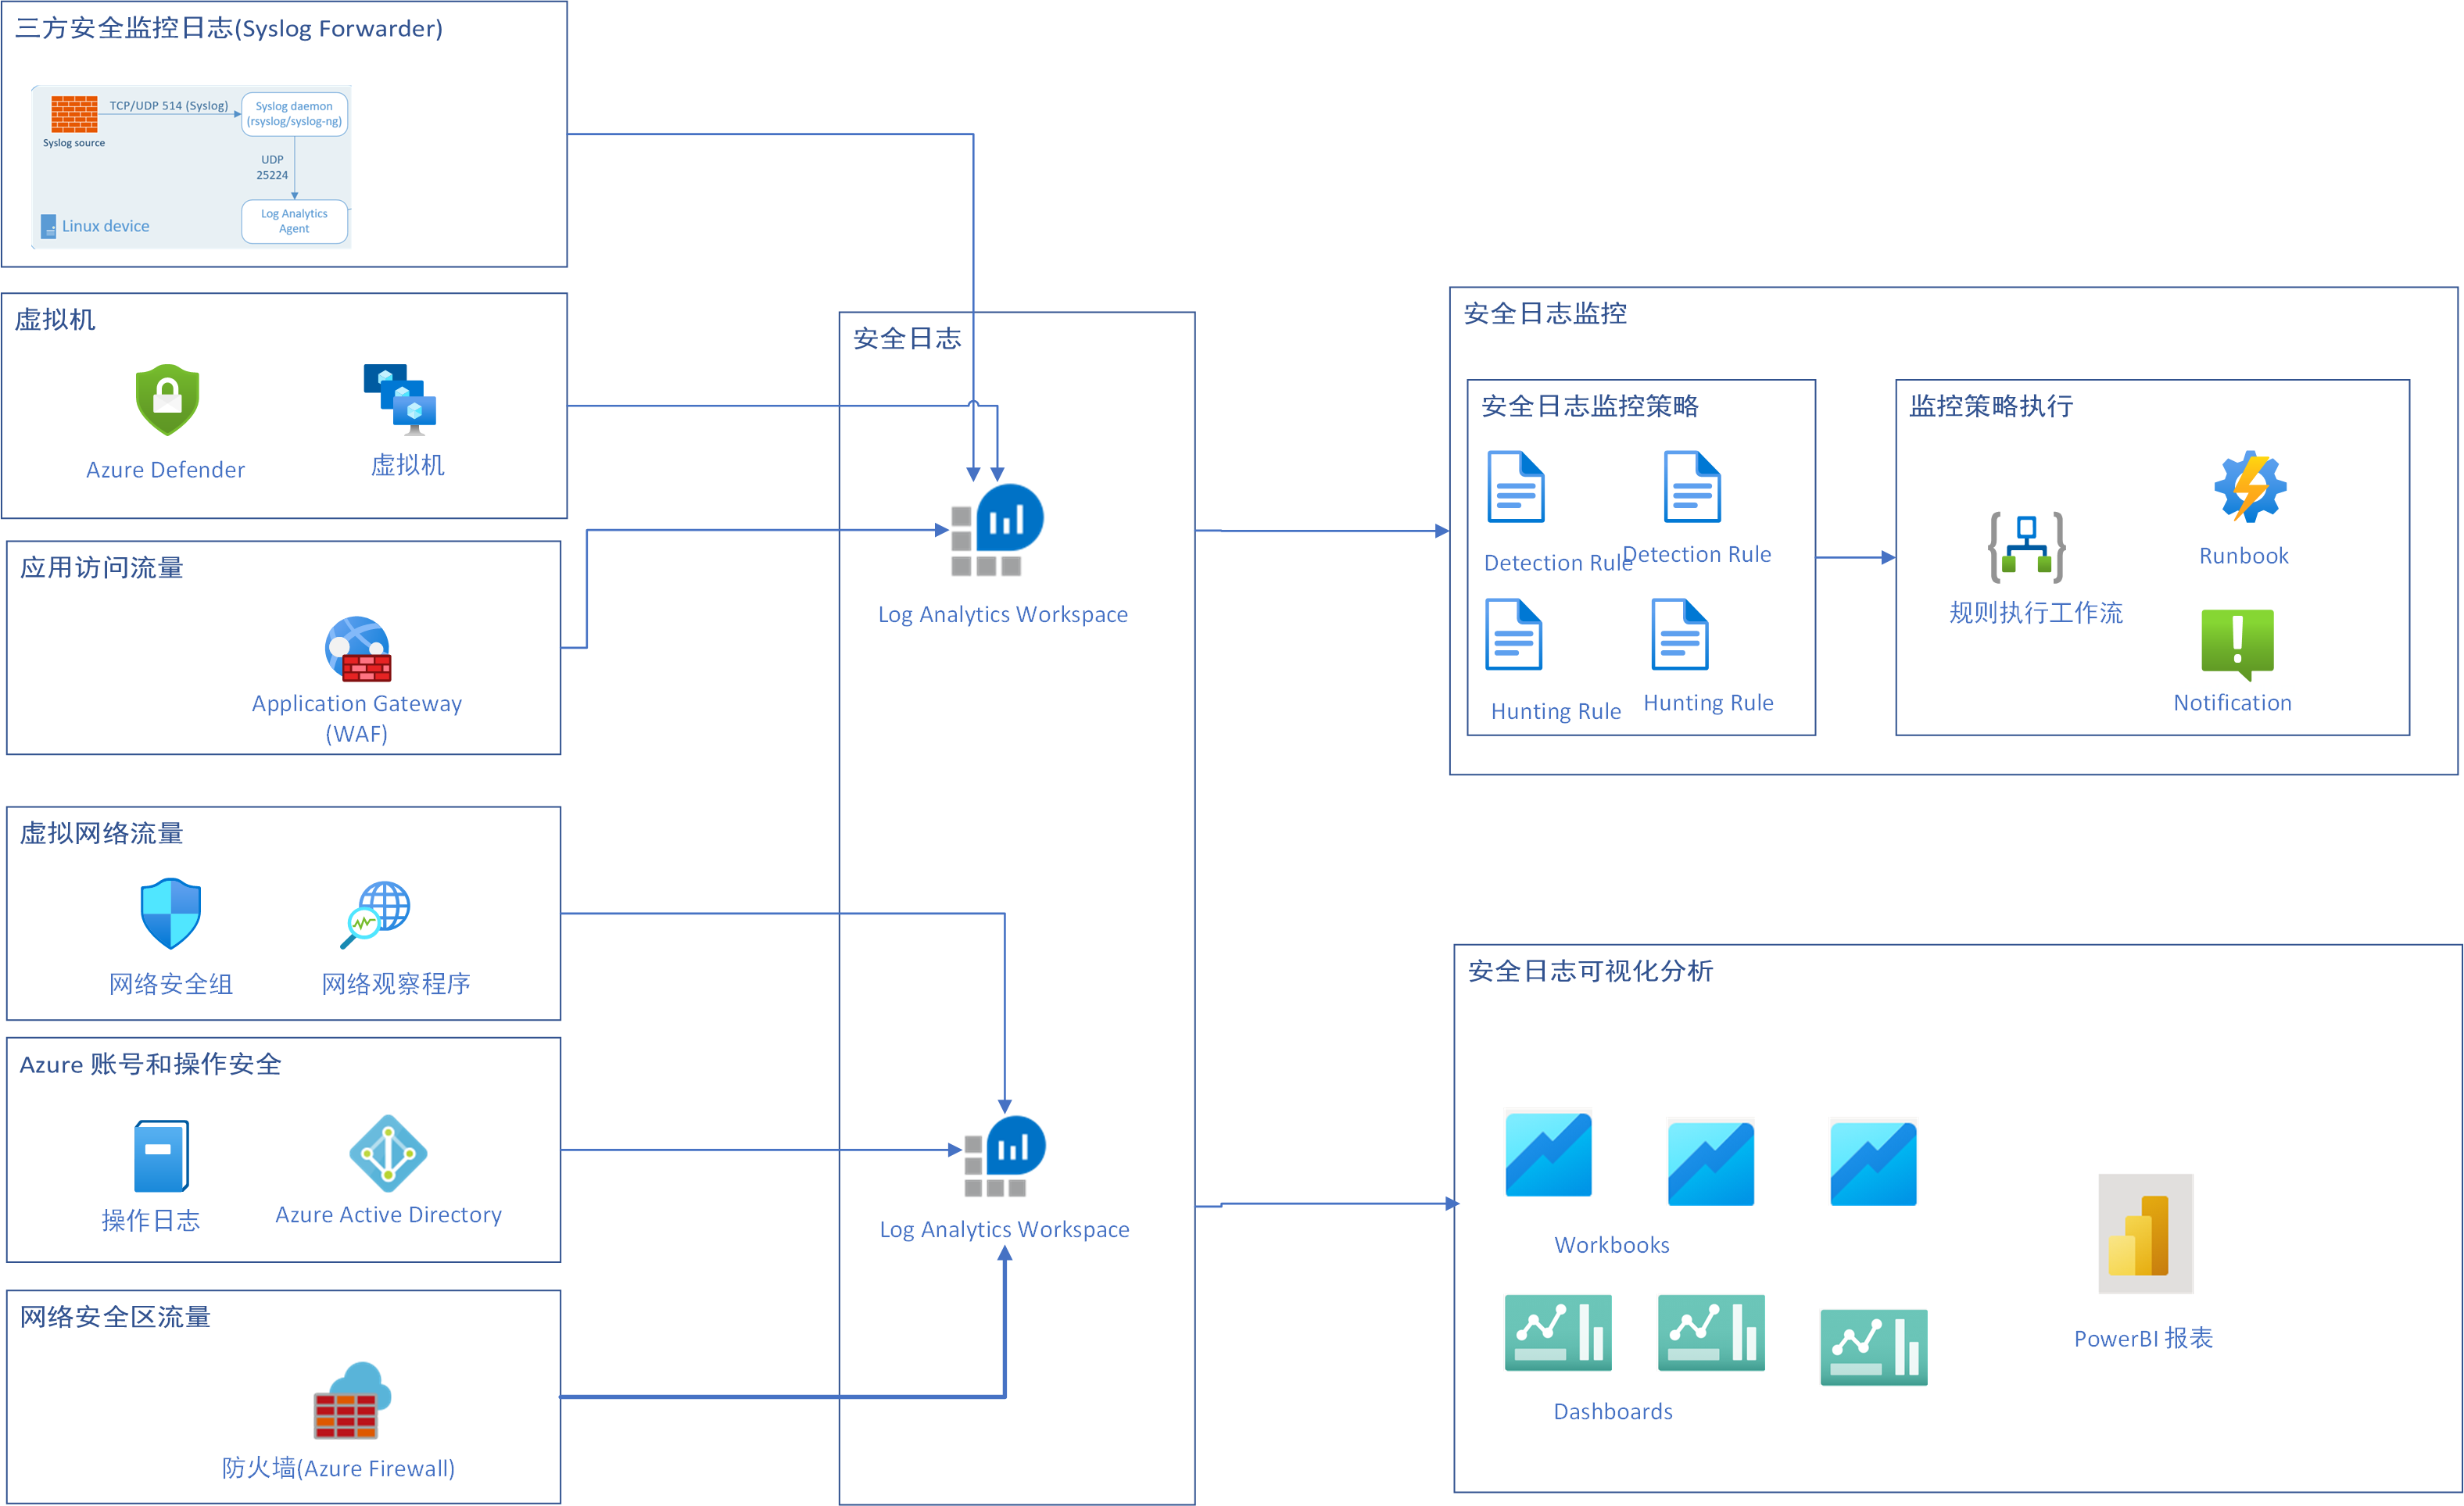 三方安全监控日志(Syslog Forwarder)
TCP/UDP 514 (Syslog)
Syslog daemon
(rsyslog/syslog-ng)
Syslog source
UDP
25224
Log Analytics
Agent
Linux device
虚拟机
Azure Defender
虚拟机
应用访问流量
Application Gateway
(WAF)
虚拟网络流量
网络安全组
网络观察程序
Azure 账号和操作安全
操作日志
Azure Active Directory
网络安全区流量
防火墙(Azure Firewall)
安全日志
Log Analytics Workspace
Log Analytics Workspace
安全日志监控
安全日志监控策略
Detection Rule
Detection Rule
Hunting Rule
Hunting Rule
监控策略执行
规则执行工作流
Runbook
Notification
安全日志可视化分析
Workbooks
Dashboards
PowerBI 报表